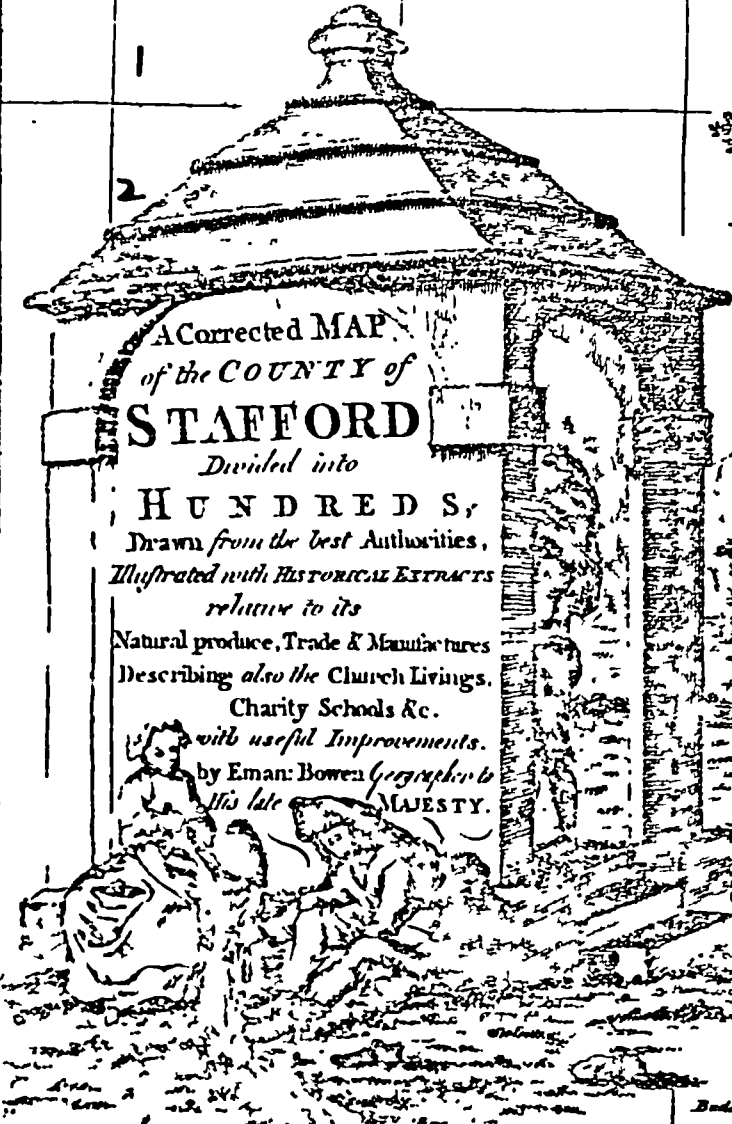 1
2
A Corrected MAP
of the COUNTY of
STAFFORD
Divided into
HUNDREDS,
Drawn from the best Authorities,
Illustrated with HISTORICAL EXTRACTS
relative to its
Natural produce, Trade & Manufactures
Describing also the Church Livings,
Charity Schools &c.
with useful Improvements.
by Eman: Bowen Geographer to
His late MAJESTY.